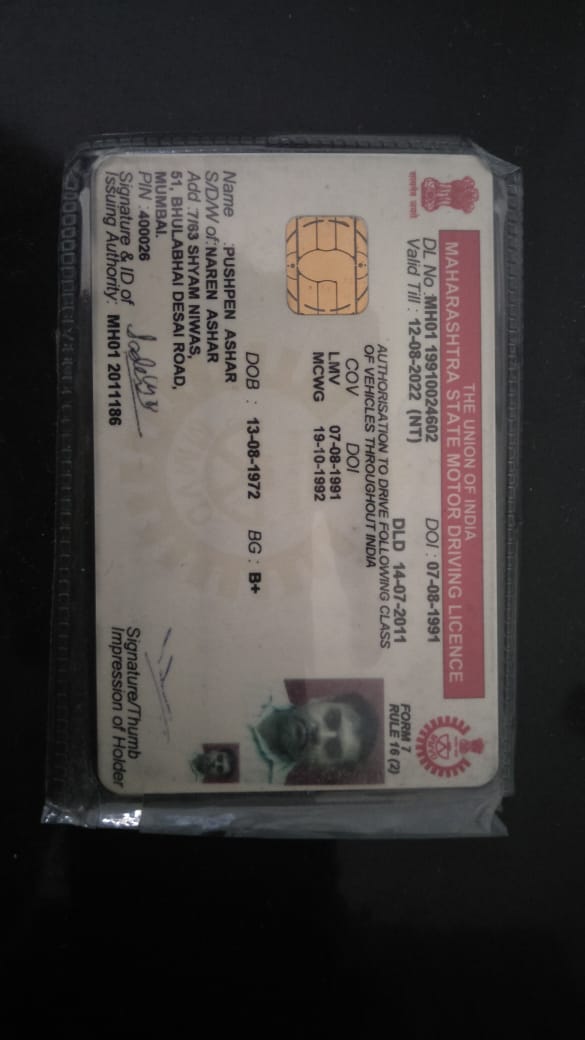 THE UNION OF INDIA
MAHARASHTRA STATE MOTOR DRIVING LICENCE
DL No :MH01 19910024602 DOI : 07-08-1991
Valid Till : 12-08-2022 (NT) DLD 14-07-2011
FORM 7
RULE 16 (2)
AUTHORISATION TO DRIVE FOLLOWING CLASS
OF VEHICLES THROUGHOUT INDIA
COV DOI
LMV 07-08-1991
MCWG 19-10-1992
DOB : 13-08-1972 BG : B+
Name :PUSHPEN ASHAR
S/D/W of:NAREN ASHAR
Add :7/63 SHYAM NIWAS,
51, BHULABHAI DESAI ROAD,
MUMBAI.
PIN :400026
Signature & ID of
Issuing Authority: MH01 2011186
Signature/Thumb
Impression of Holder